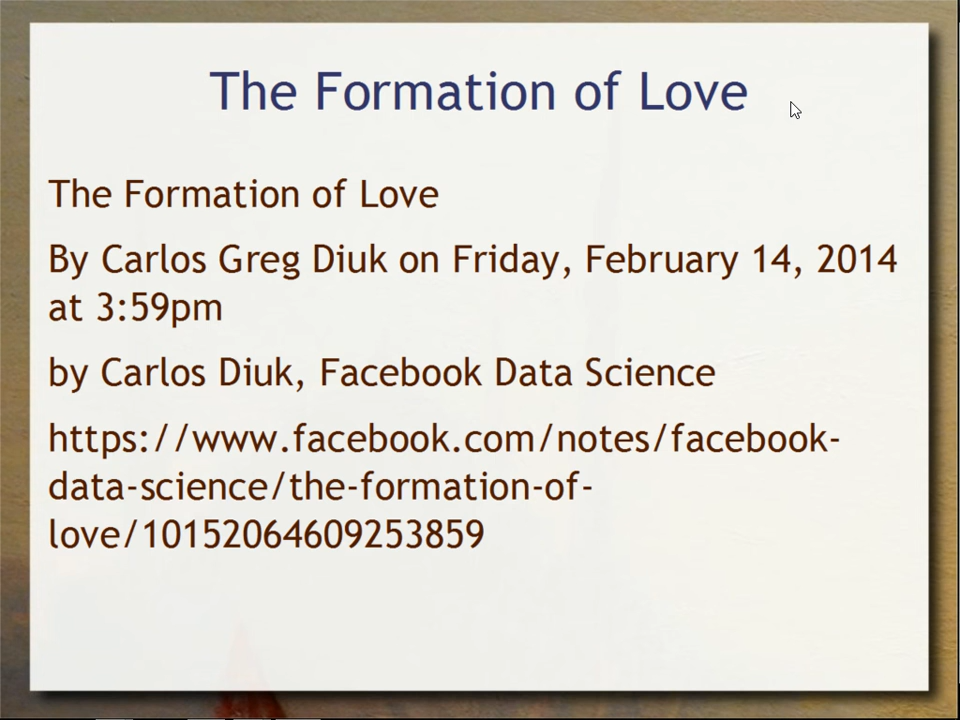 The Formation of Love
The Formation of Love
By Carlos Greg Diuk on Friday, February 14, 2014
at 3:59pm
by Carlos Diuk, Facebook Data Science
https://www.facebook.com/notes/facebook-
data-science/the-formation-of-
love/10152064609253859